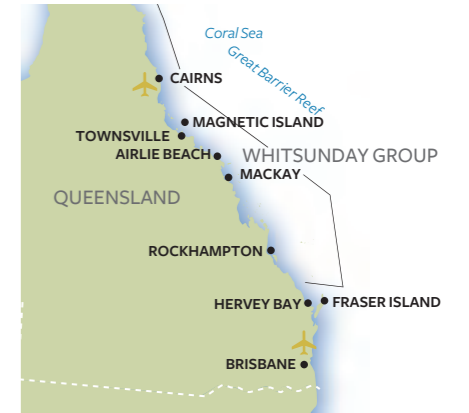 Coral Sea
Great Barrier Reef
CAIRNS
MAGNETIC ISLAND
TOWNSVILLE
AIRLIE BEACH
WHITSUNDAY GROUP
MACKAY
QUEENSLAND
ROCKHAMPTON
HERVEY BAY
FRASER ISLAND
BRISBANE